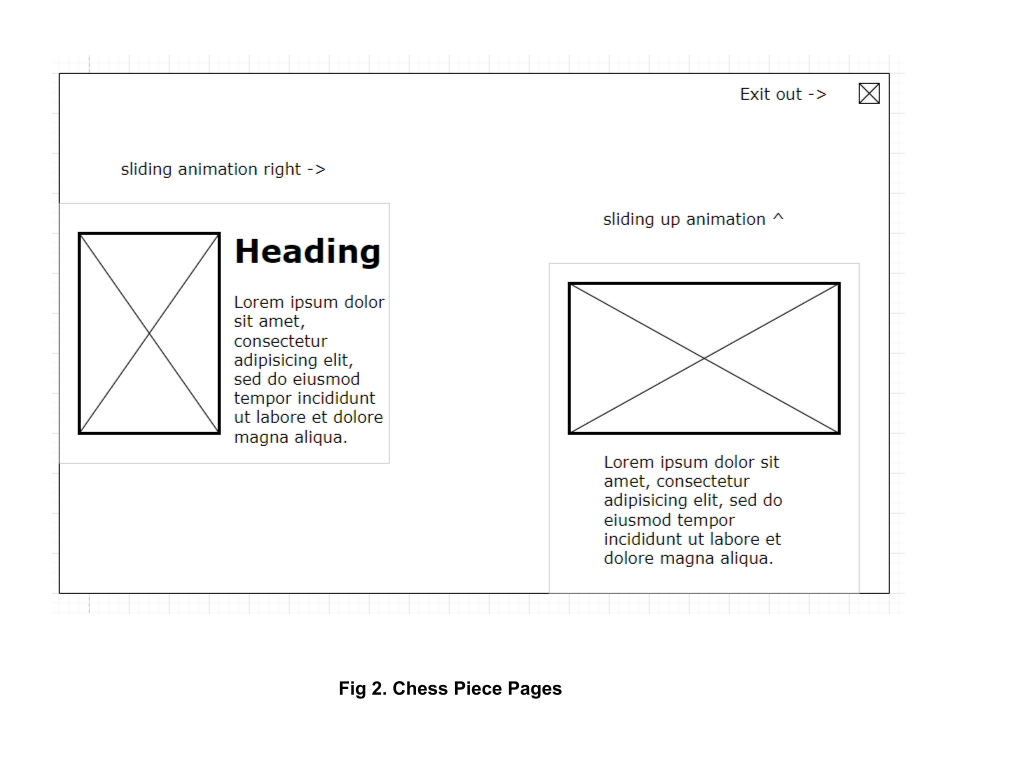 Exit out ->
sliding animation right ->
sliding up animation ^
Heading
Lorem ipsum dolor
sit amet,
consectetur
adipisicing elit,
sed do eiusmod
tempor incididunt
ut labore et dolore
magna aliqua.
Lorem ipsum dolor sit
amet, consectetur
adipisicing elit, sed do
eiusmod tempor
incididunt ut labore et
dolore magna aliqua.
Fig 2. Chess Piece Pages